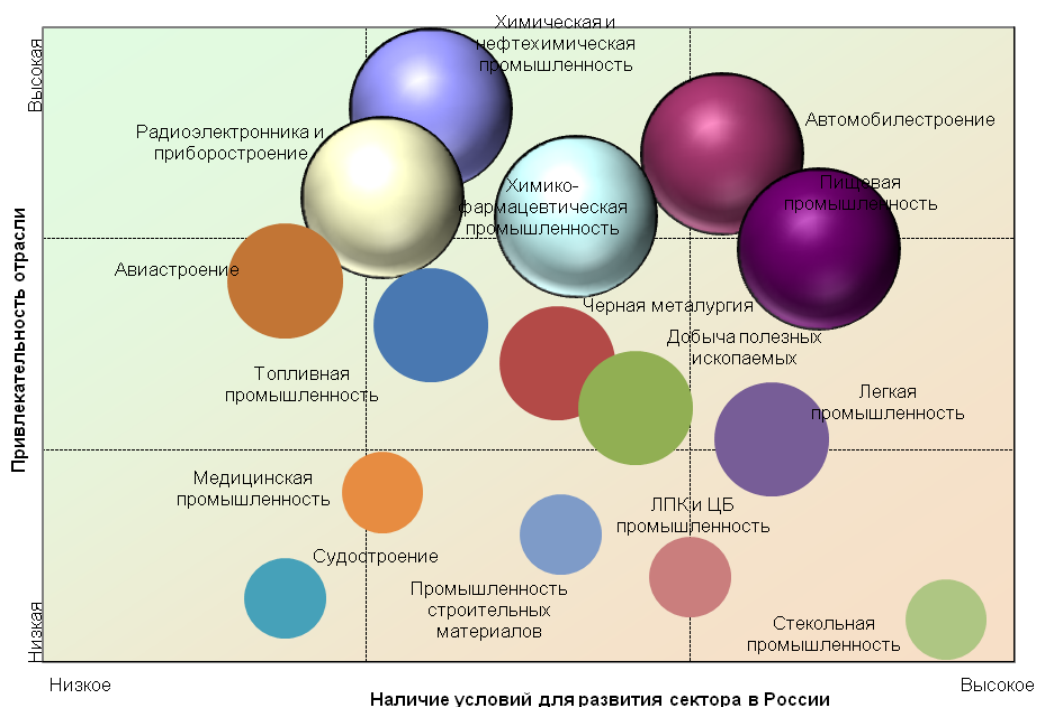 Высокая
Химическая и
нефтехимическая
промышленность
Автомобилестроение
Радиоэлектроника и
приборостроение
Пищевая
промышленность
Химико-
фармацевтическая
промышленность
Авиастроение
Черная металургия
Добыча полезных
ископаемых
Топливная
промышленность
Легкая
промышленность
Привлекательность отрасли
Медицинская
промышленность
ЛПК и ЦБ
промышленность
Судостроение
Промышленность
строительных
материалов
Стекольная
промышленность
Низкая
Низкое
Высокое
Наличие условий для развития сектора в России